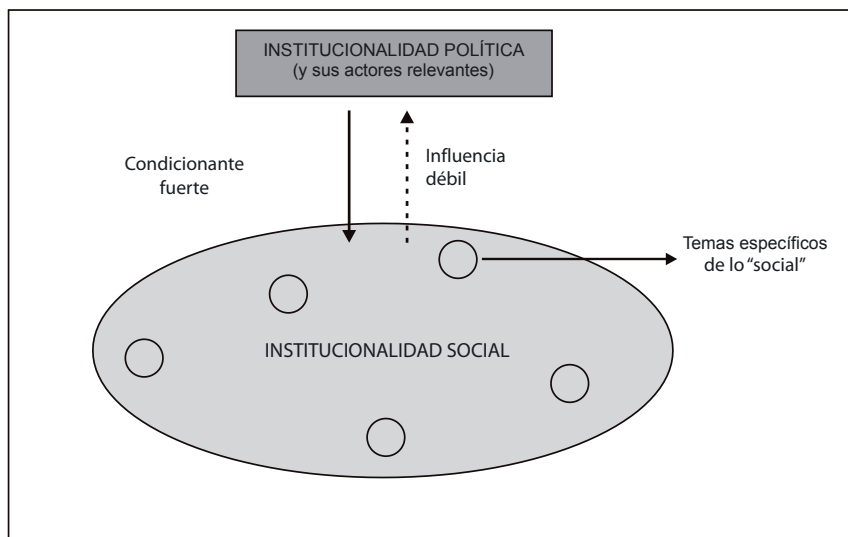 INSTITUCIONALIDAD POLÍTICA
(y sus actores relevantes)
Condicionante
fuerte
Influencia
débil
Temas específicos
de lo “social”
INSTITUCIONALIDAD SOCIAL